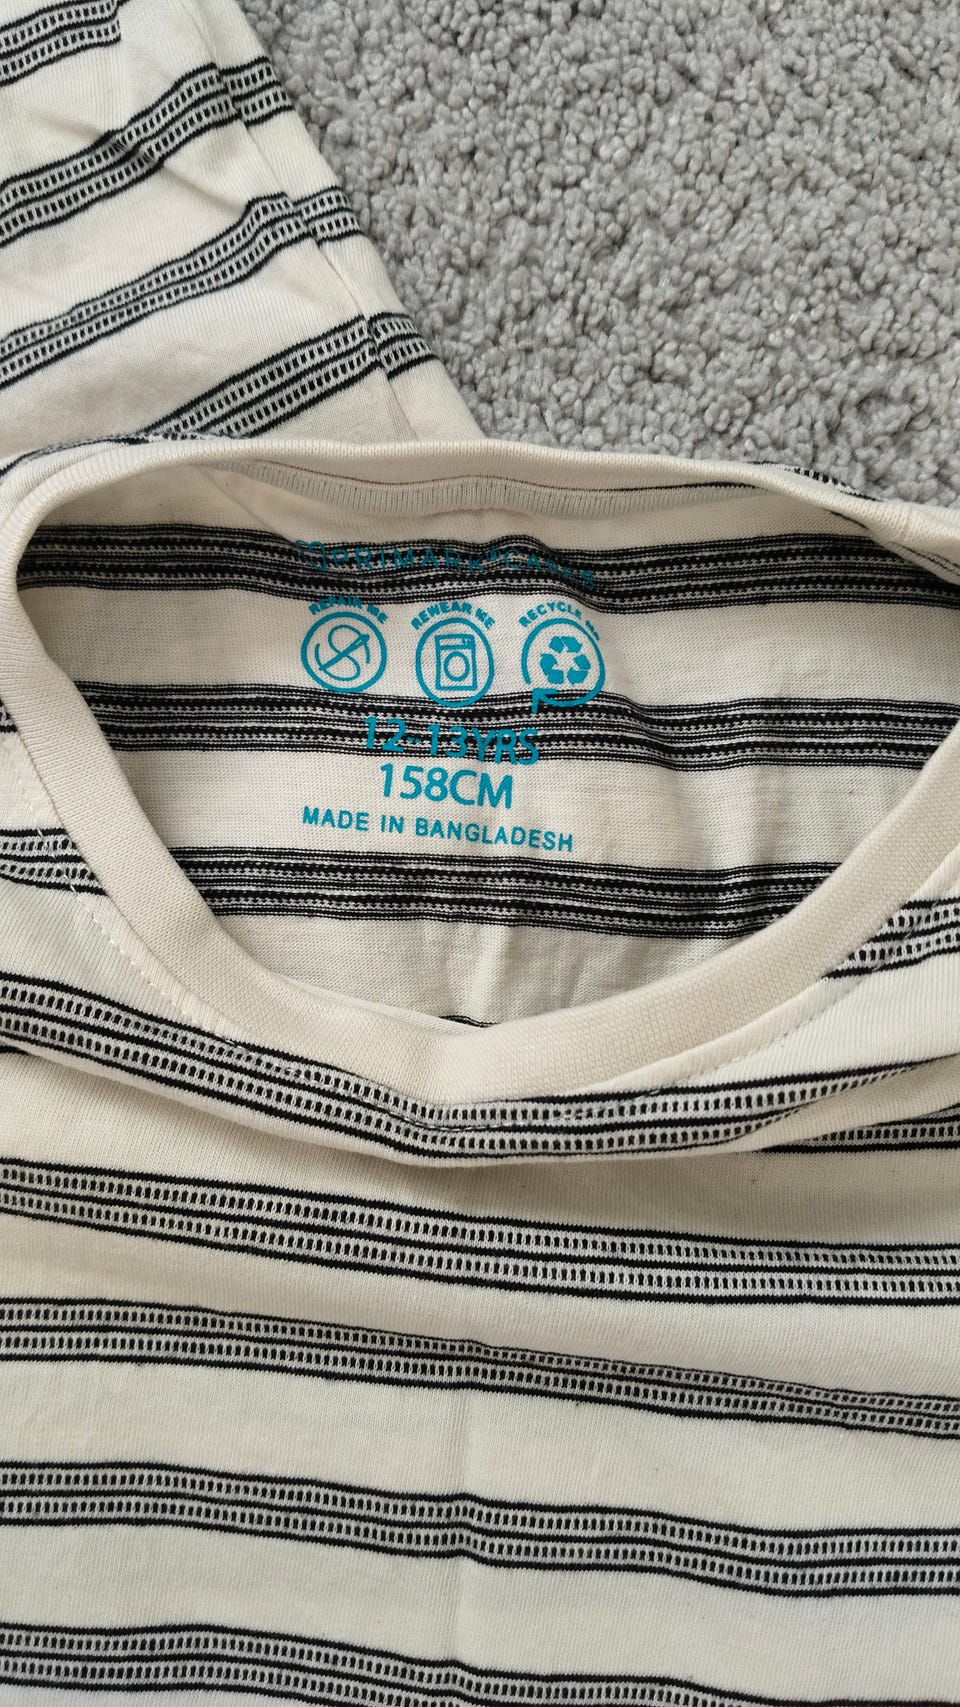 PRIMARK CARES
REPAIR ME REWEAR ME RECYCLE ME
12-13YRS
158CM
MADE IN BANGLADESH